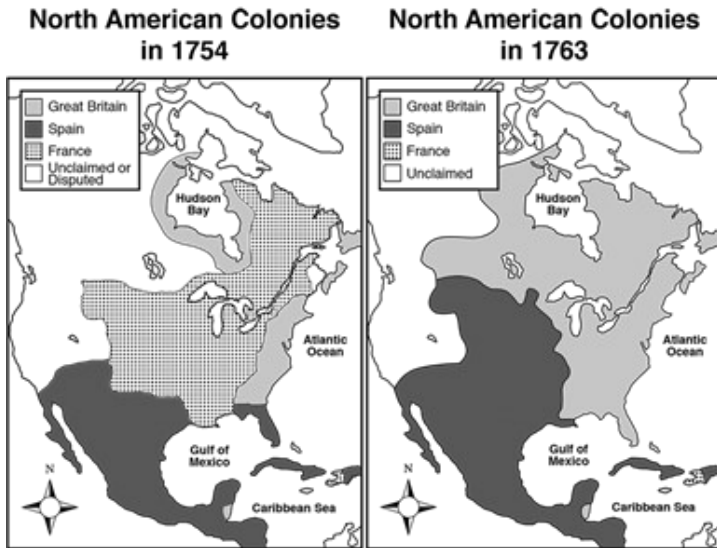 North American Colonies
in 1754
Great Britain
Spain
France
Unclaimed or
Disputed
Hudson
Bay
Atlantic
Ocean
Gulf of
Mexico
N
Caribbean Sea
North American Colonies
in 1763
Great Britain
Spain
France
Unclaimed
Hudson
Bay
Atlantic
Ocean
Gulf of
Mexico
N
Caribbean Sea